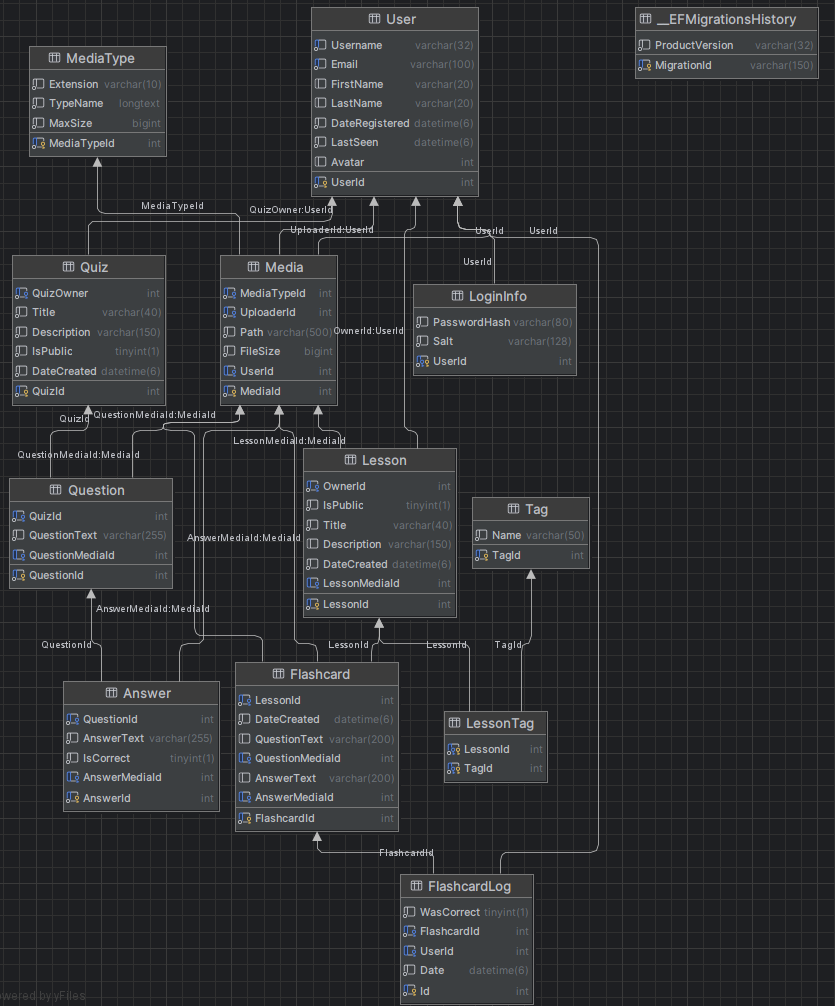 User
Username varchar(32)
Email varchar(100)
FirstName varchar(20)
LastName varchar(20)
DateRegistered datetime(6)
LastSeen datetime(6)
Avatar int
UserId int
__EFMigrationsHistory
ProductVersion varchar(32)
MigrationId varchar(150)
MediaType
Extension varchar(10)
TypeName longtext
MaxSize bigint
MediaTypeId int
MediaTypeId
QuizOwner:UserId
UploaderId:UserId
UserId
UserId
UserId
OwnerId:UserId
Quiz
QuizOwner int
Title varchar(40)
Description varchar(150)
IsPublic tinyint(1)
DateCreated datetime(6)
QuizId int
Media
MediaTypeId int
UploaderId int
Path varchar(500)
FileSize bigint
UserId int
MediaId int
LoginInfo
PasswordHash varchar(80)
Salt varchar(128)
UserId int
QuizId
QuestionMediaId:MediaId
LessonMediaId:MediaId
QuestionMediaId:MediaId
Question
QuizId int
QuestionText varchar(255)
QuestionMediaId int
QuestionId int
Lesson
OwnerId int
IsPublic tinyint(1)
Title varchar(40)
Description varchar(150)
DateCreated datetime(6)
LessonMediaId int
LessonId int
Tag
Name varchar(50)
TagId int
AnswerMediaId:MediaId
AnswerMediaId:MediaId
QuestionId
LessonId
LessonId
TagId
Answer
QuestionId int
AnswerText varchar(255)
IsCorrect tinyint(1)
AnswerMediaId int
AnswerId int
Flashcard
LessonId int
DateCreated datetime(6)
QuestionText varchar(200)
QuestionMediaId int
AnswerText varchar(200)
AnswerMediaId int
FlashcardId int
LessonTag
LessonId int
TagId int
FlashcardId
FlashcardLog
WasCorrect tinyint(1)
FlashcardId int
UserId int
Date datetime(6)
Id int
owered by yFiles